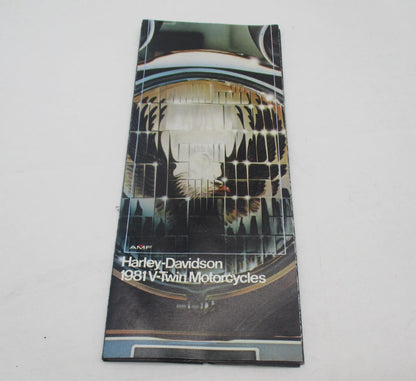 AMF
Harley-Davidson
1981 V-Twin Motorcycles